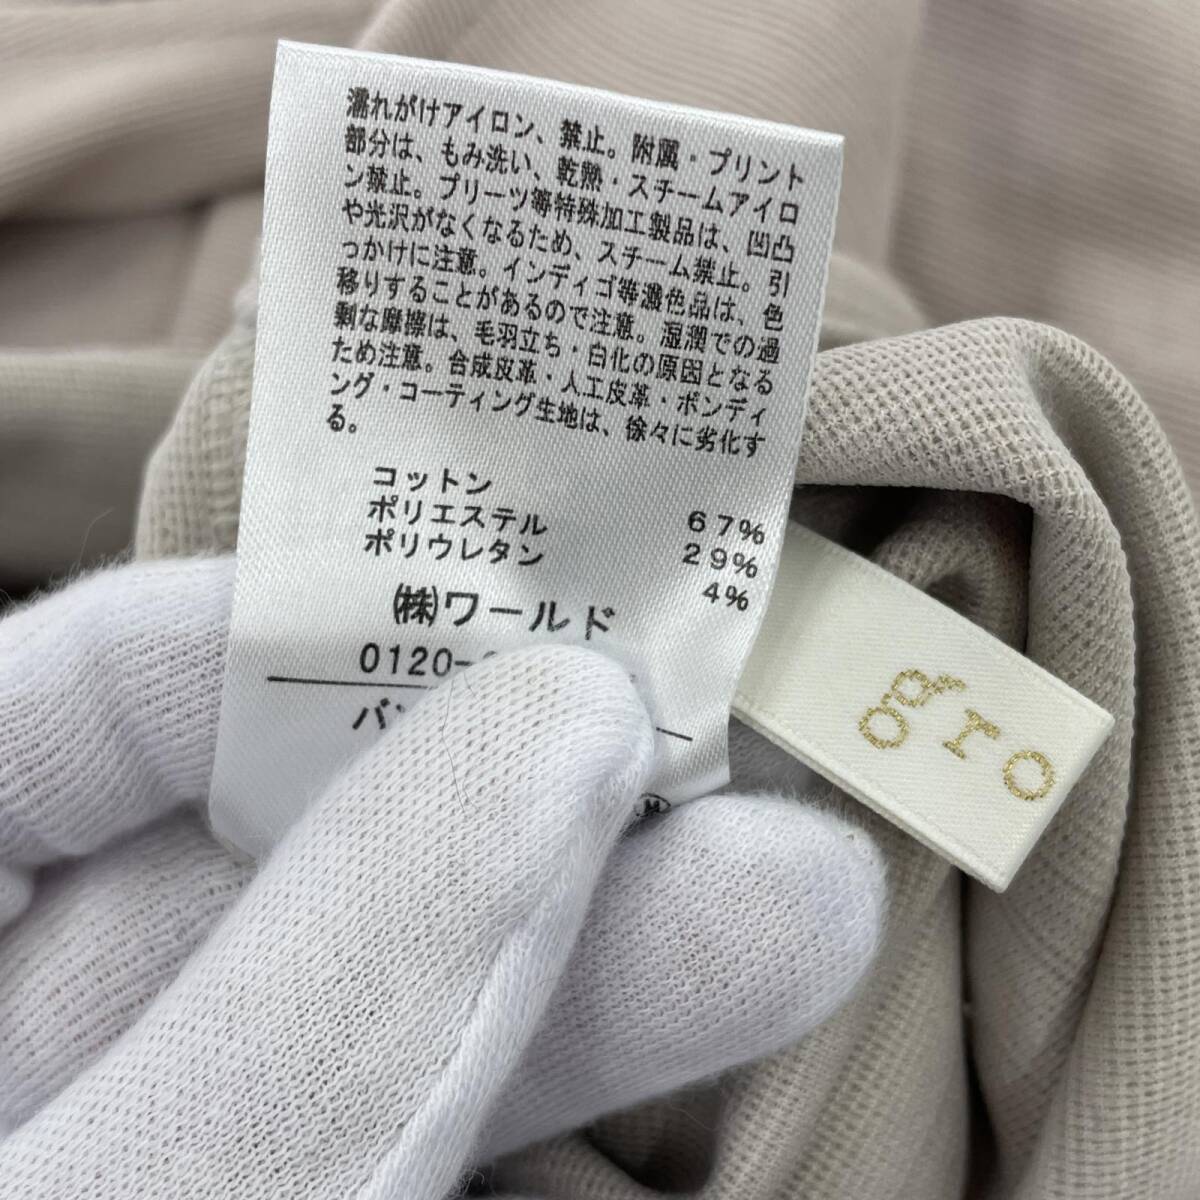 濡れがけアイロン、禁止。附属・プリント
部分は、もみ洗い、乾熱・スチームアイロ
ン禁止。プリーツ等特殊加工製品は、凹凸
や光沢がなくなるため、スチーム禁止。引
っかけに注意。インディゴ等濃色品は、色
移りすることがあるので注意。湿潤での過
剰な摩擦は、毛羽立ち・白化の原因となる
ため注意。合成皮革・人工皮革・ボンディ
ング・コーティング生地は、徐々に劣化す
る。
コットン 67%
ポリエステル 29%
ポリウレタン 4%
㈱ワールド
0120-
バン
gro